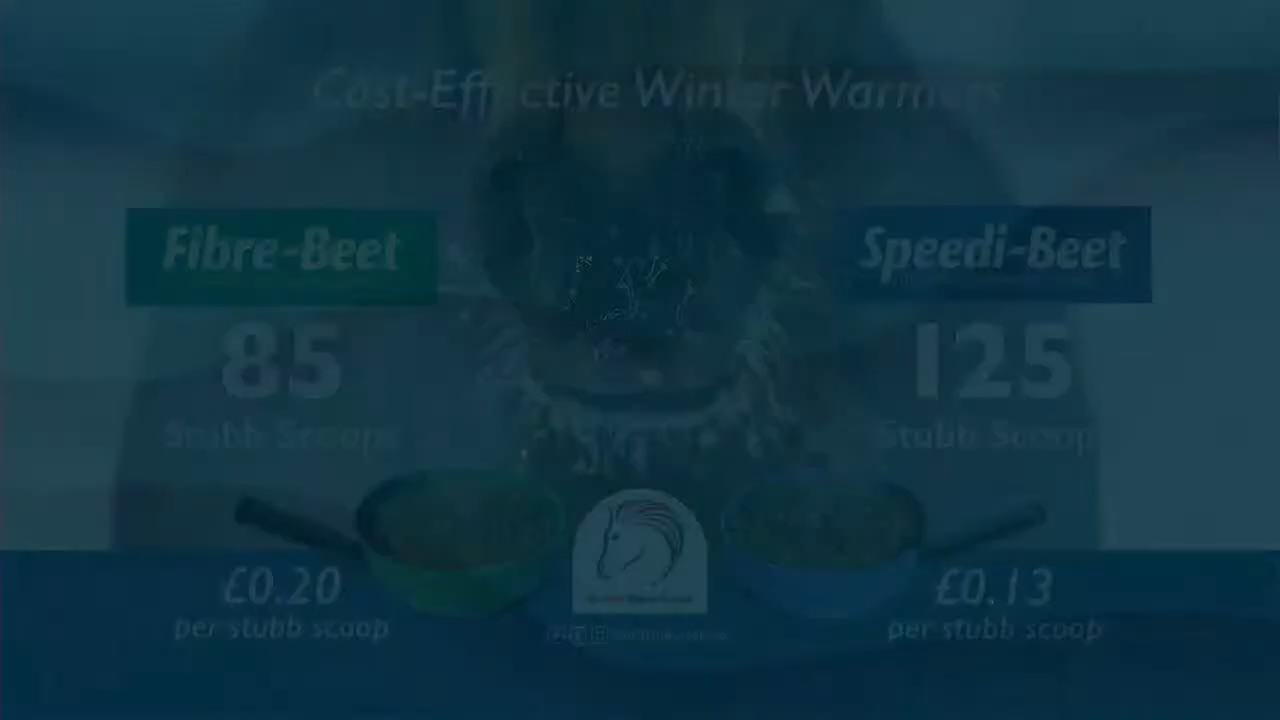 Cost-Effective Winter Warmers
Fibre-Beet
Speedi-Beet
85
125
Stubb Scoops
Stubb Scoop
£0.20
£0.13
per stubb scoop
per stubb scoop